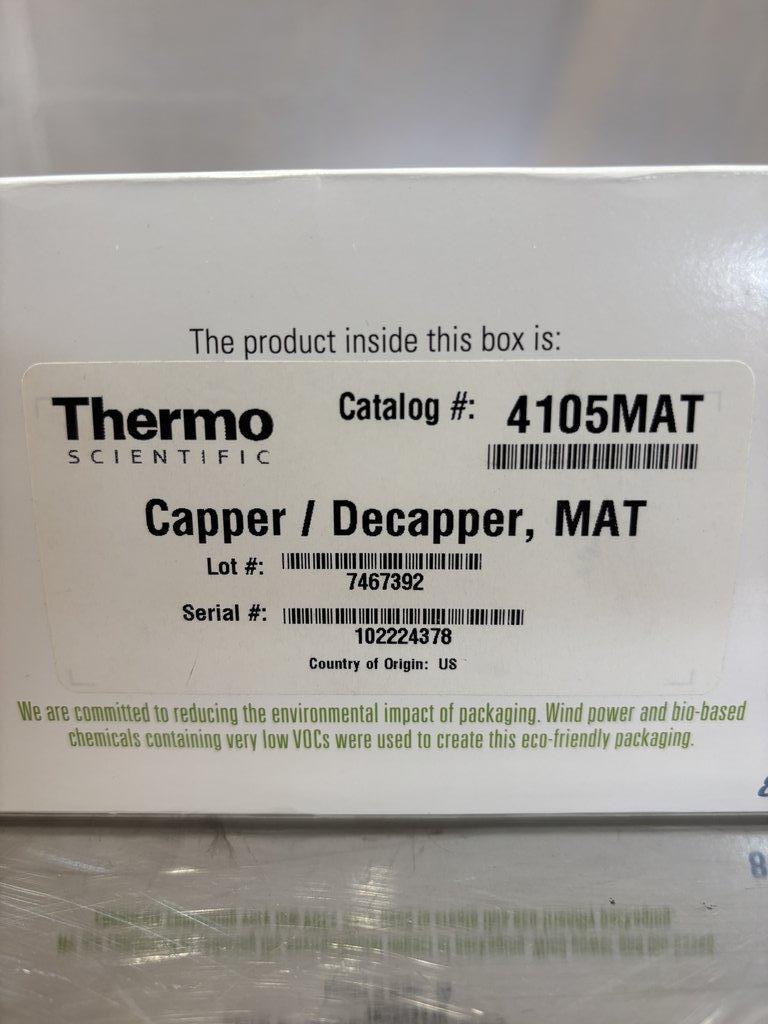 The product inside this box is:
Thermo
SCIENTIFIC
Catalog #: 4105MAT
Capper / Decapper, MAT
Lot #:
7467392
Serial #:
102224378
Country of Origin: US
We are committed to reducing the environmental impact of packaging. Wind power and bio-based
chemicals containing very low VOCs were used to create this eco-friendly packaging.